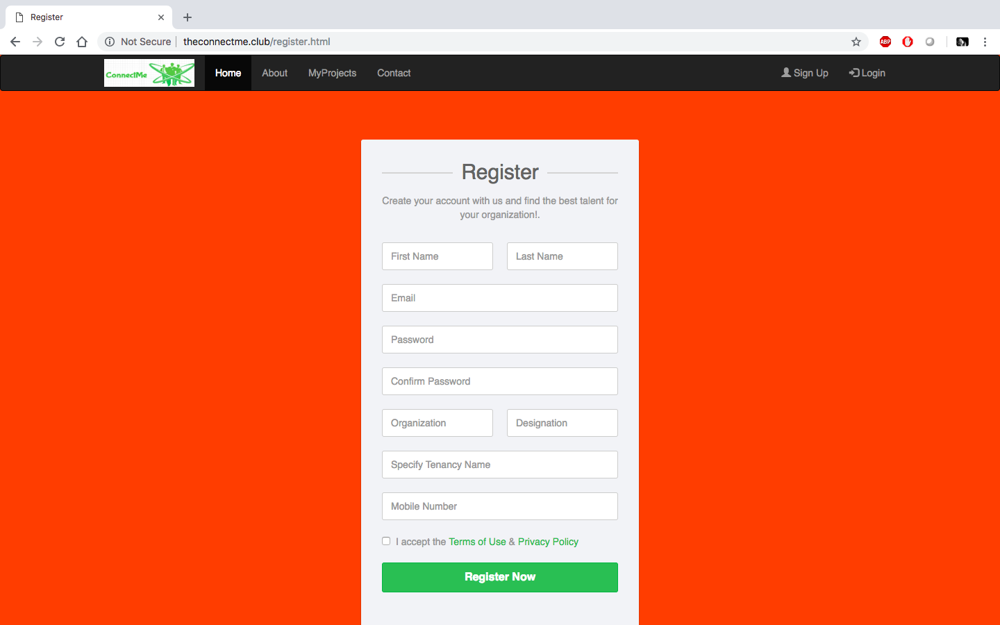 Register
Not Secure theconnectme.club/register.html
ABP
ConnectMe Home About MyProjects Contact Sign Up Login
Register
Create your account with us and find the best talent for
your organization!.
First Name Last Name
Email
Password
Confirm Password
Organization Designation
Specify Tenancy Name
Mobile Number
I accept the Terms of Use & Privacy Policy
Register Now